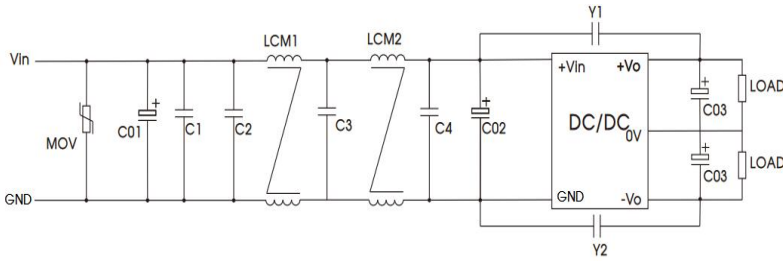 Y1
LCM1
LCM2
Vin
+Vin
+Vo
MOV
C01
C1
C2
C3
C4
C02
DC/DC
0V
C03
LOAD
C03
LOAD
GND
GND
-Vo
Y2